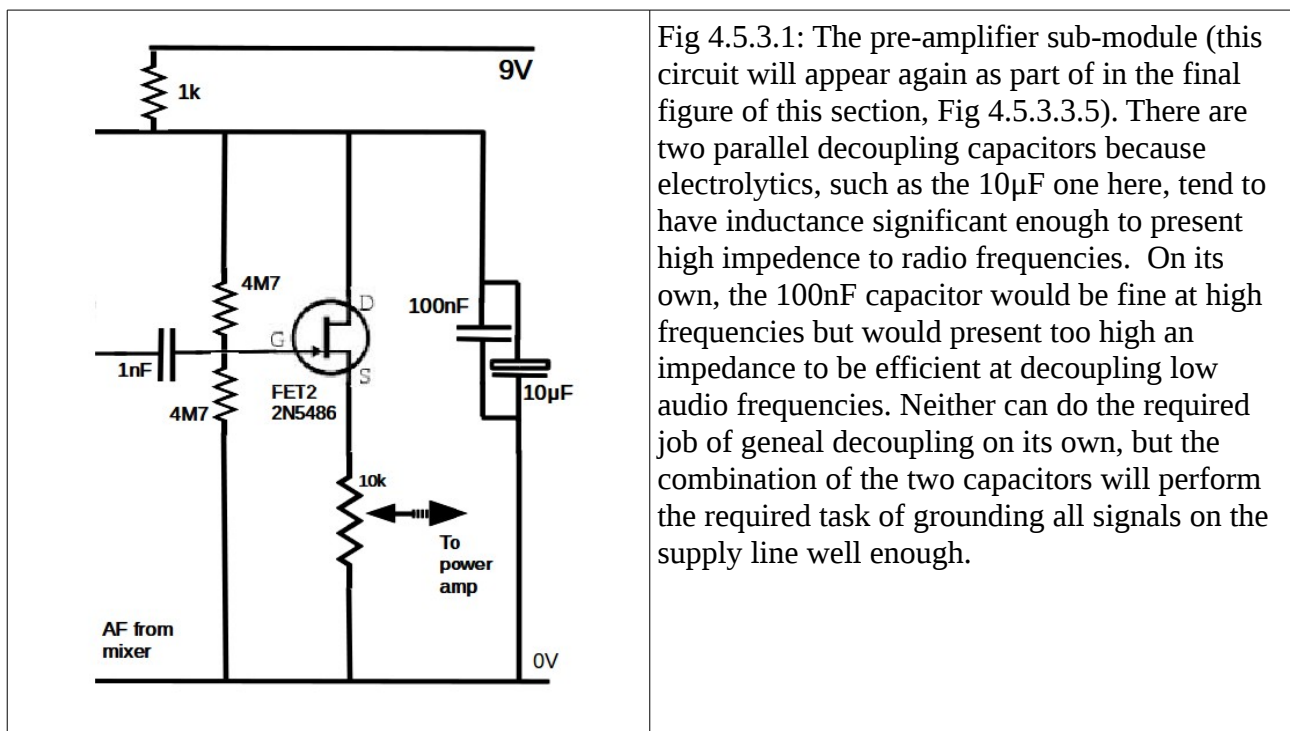 9V
1k
4M7
D
100nF
G
1nF
S
FET2
10µF
4M7
2N5486
10k
To
power
amp
AF from
mixer
0V
Fig 4.5.3.1: The pre-amplifier sub-module (this
circuit will appear again as part of in the final
figure of this section, Fig 4.5.3.3.5). There are
two parallel decoupling capacitors because
electrolytics, such as the 10µF one here, tend to
have inductance significant enough to present
high impedence to radio frequencies.  On its
own, the 100nF capacitor would be fine at high
frequencies but would present too high an
impedance to be efficient at decoupling low
audio frequencies. Neither can do the required
job of geneal decoupling on its own, but the
combination of the two capacitors will perform
the required task of grounding all signals on the
supply line well enough.